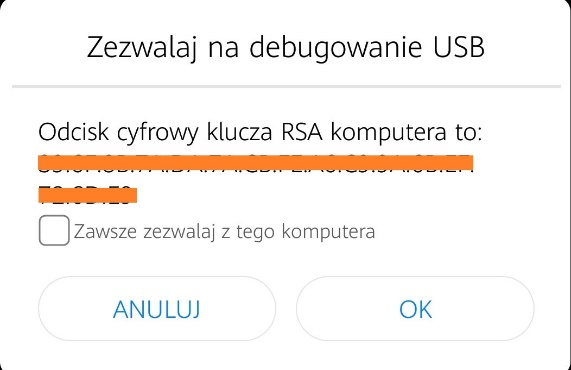 Zezwalaj na debugowanie USB
Odcisk cyfrowy klucza RSA komputera to:
Zawsze zezwalaj z tego komputera
ANULUJ
OK